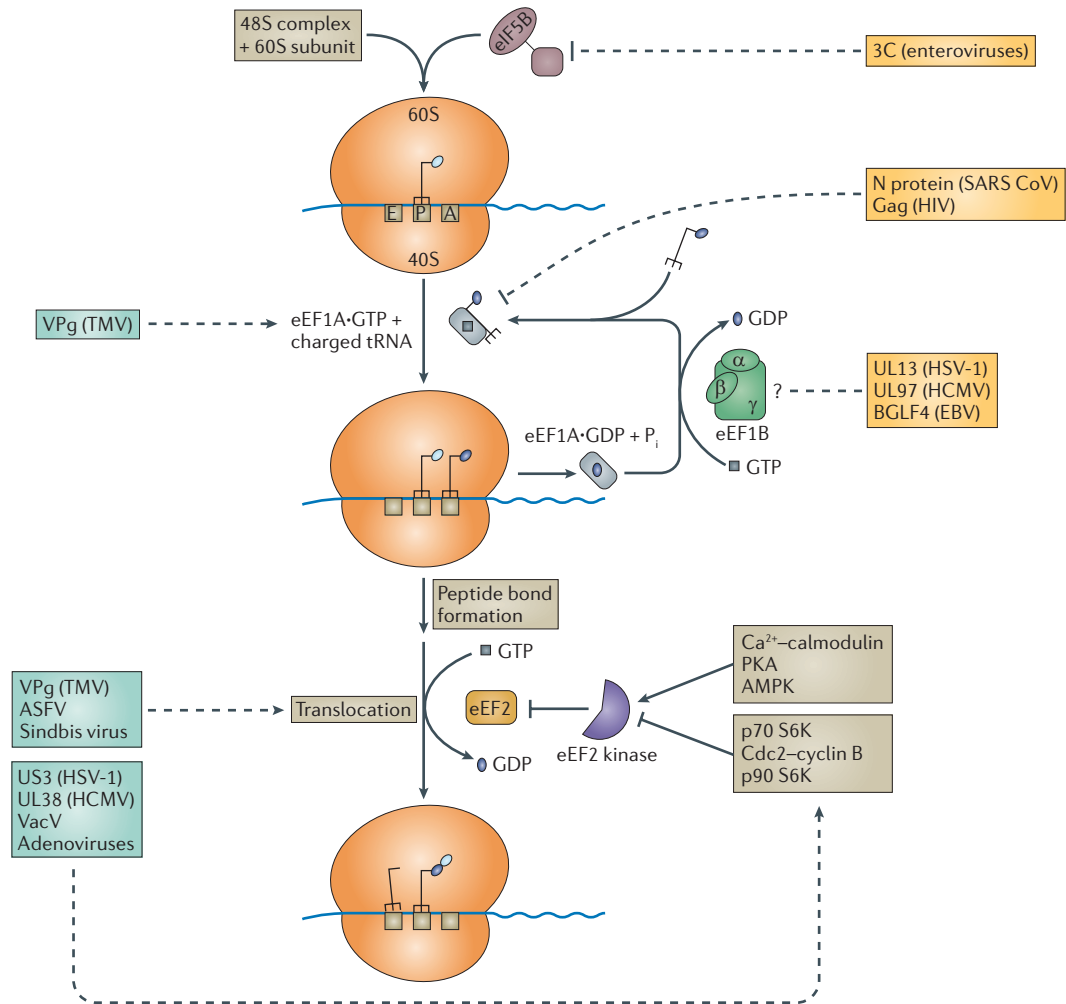 48S complex
+ 60S subunit
eIF5B
3C (enteroviruses)
60S
E P A
40S
N protein (SARS CoV)
Gag (HIV)
VPg (TMV)
eEF1A•GTP +
charged tRNA
GDP
α
β
γ
?
eEF1B
GTP
UL13 (HSV-1)
UL97 (HCMV)
BGLF4 (EBV)
eEF1A•GDP + Pᵢ
Peptide bond
formation
GTP
Translocation
eEF2
GDP
eEF2 kinase
Ca²⁺–calmodulin
PKA
AMPK
p70 S6K
Cdc2–cyclin B
p90 S6K
VPg (TMV)
ASFV
Sindbis virus
US3 (HSV-1)
UL38 (HCMV)
VacV
Adenoviruses